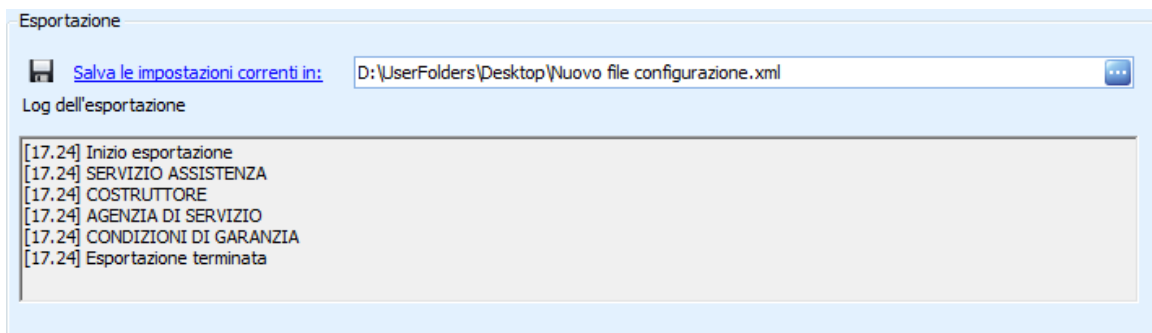 Esportazione
Salva le impostazioni correnti in: D:\UserFolders\Desktop\Nuovo file configurazione.xml
Log dell'esportazione
[17.24] Inizio esportazione
[17.24] SERVIZIO ASSISTENZA
[17.24] COSTRUTTORE
[17.24] AGENZIA DI SERVIZIO
[17.24] CONDIZIONI DI GARANZIA
[17.24] Esportazione terminata